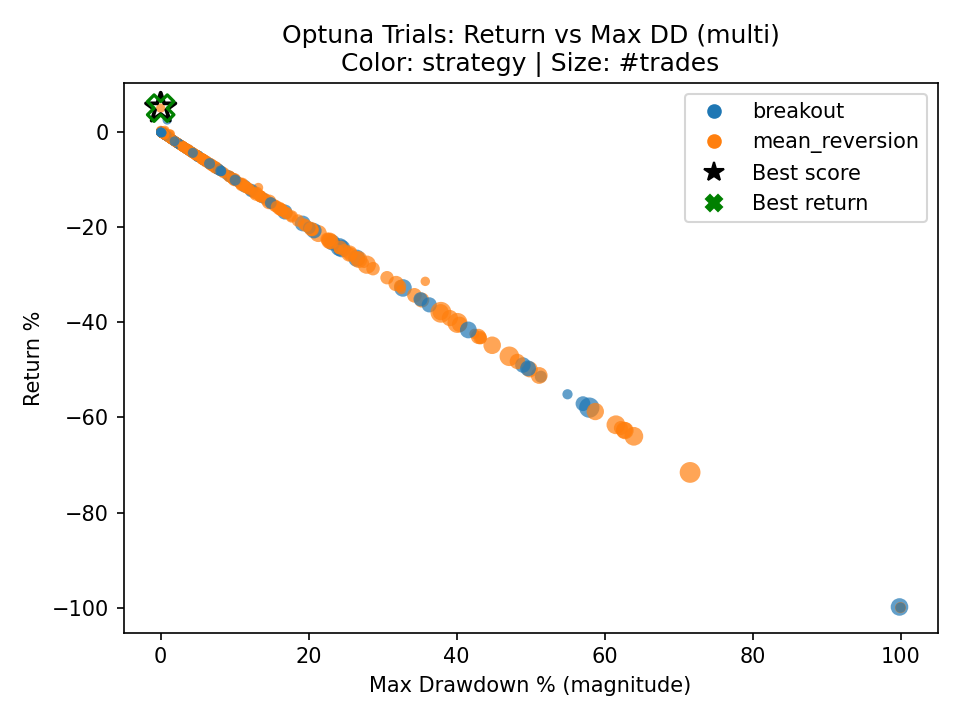 Optuna Trials: Return vs Max DD (multi)
Color: strategy | Size: #trades
breakout
mean_reversion
Best score
Best return
Return %
0
−20
−40
−60
−80
−100
0 20 40 60 80 100
Max Drawdown % (magnitude)